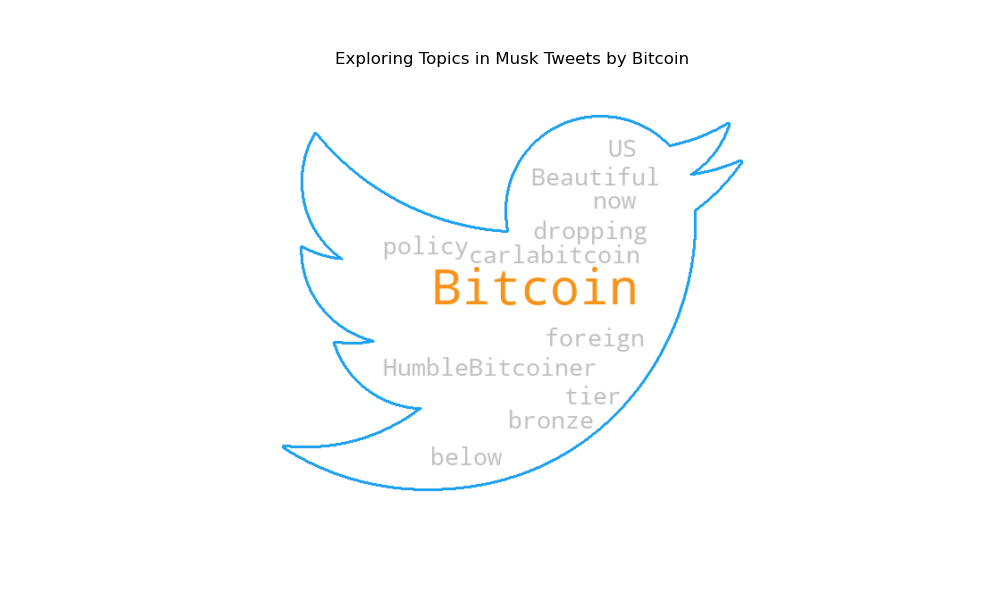 Exploring Topics in Musk Tweets by Bitcoin
US
Beautiful
now
dropping
policy
carlabitcoin
Bitcoin
foreign
HumbleBitcoiner
tier
bronze
below